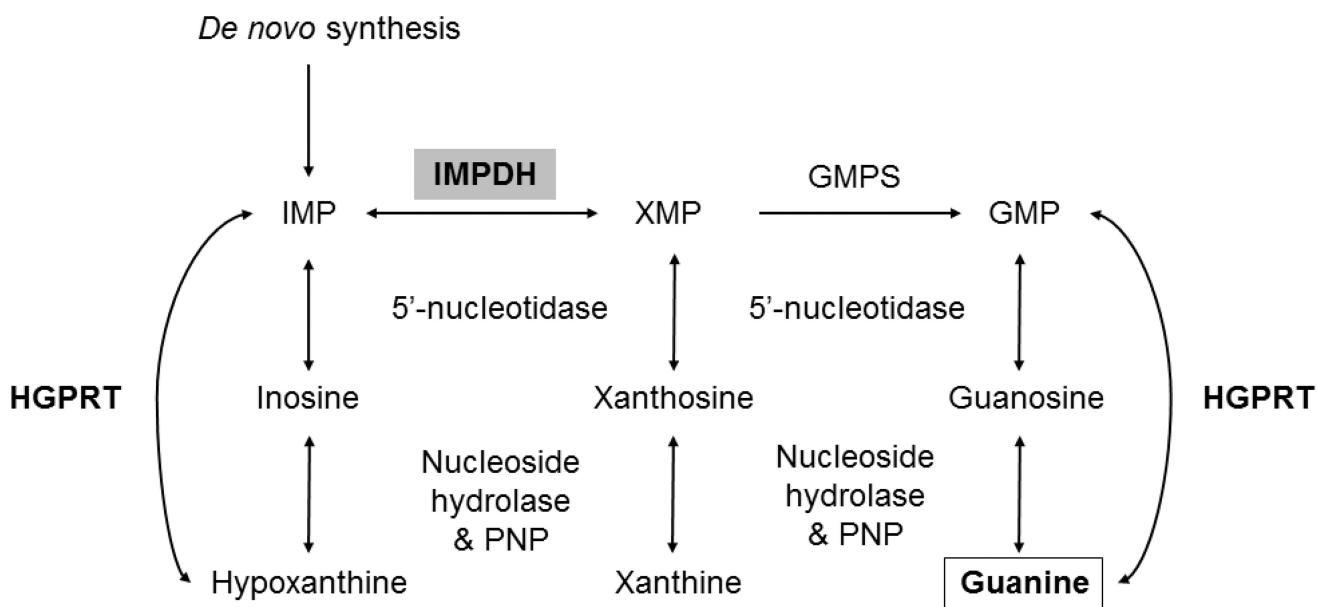 De novo synthesis
IMPDH
GMPS
IMP
XMP
GMP
5’-nucleotidase
5’-nucleotidase
HGPRT
Inosine
Xanthosine
Guanosine
HGPRT
Nucleoside
hydrolase
& PNP
Nucleoside
hydrolase
& PNP
Hypoxanthine
Xanthine
Guanine